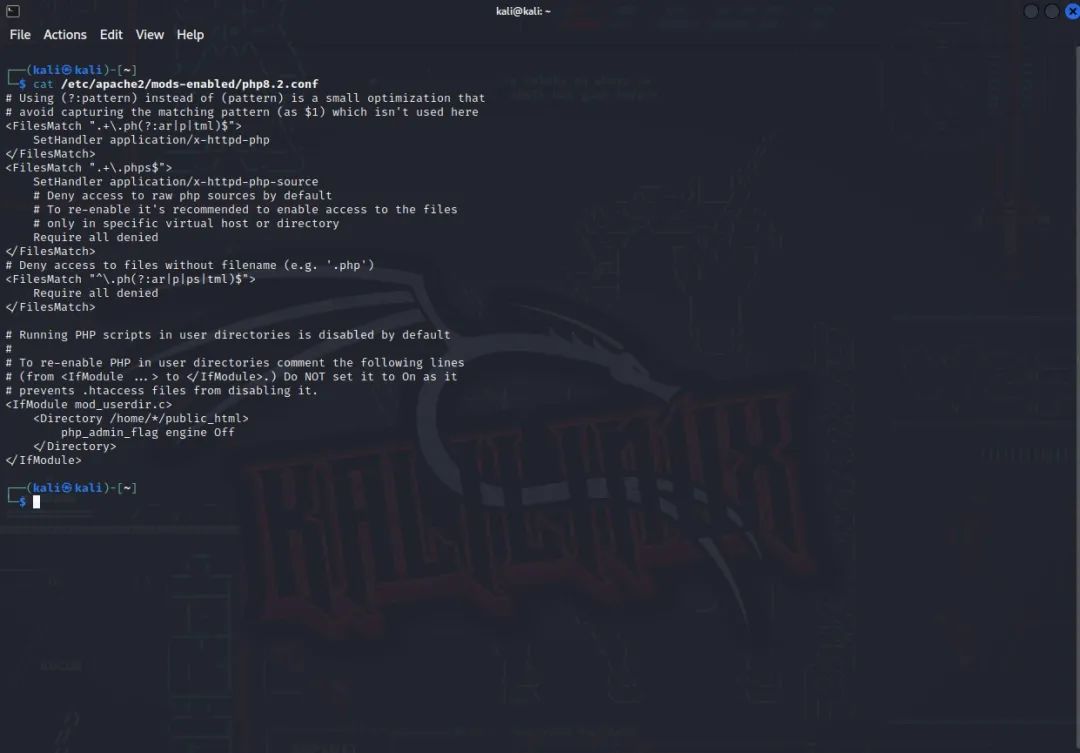 kali@kali: ~
File Actions Edit View Help
┌──(kali㉿kali)-[~]
└─$ cat /etc/apache2/mods-enabled/php8.2.conf
# Using (?:pattern) instead of (pattern) is a small optimization that
# avoid capturing the matching pattern (as $1) which isn't used here
<FilesMatch ".+\.ph(?:ar|p|tml)$">
    SetHandler application/x-httpd-php
</FilesMatch>
<FilesMatch ".+\.phps$">
    SetHandler application/x-httpd-php-source
    # Deny access to raw php sources by default
    # To re-enable it's recommended to enable access to the files
    # only in specific virtual host or directory
    Require all denied
</FilesMatch>
# Deny access to files without filename (e.g. '.php')
<FilesMatch "^\.ph(?:ar|p|ps|tml)$">
    Require all denied
</FilesMatch>

# Running PHP scripts in user directories is disabled by default
#
# To re-enable PHP in user directories comment the following lines
# (from <IfModule ...> to </IfModule>.) Do NOT set it to On as it
# prevents .htaccess files from disabling it.
<IfModule mod_userdir.c>
    <Directory /home/*/public_html>
        php_admin_flag engine Off
    </Directory>
</IfModule>

┌──(kali㉿kali)-[~]
└─$
KALI LINUX